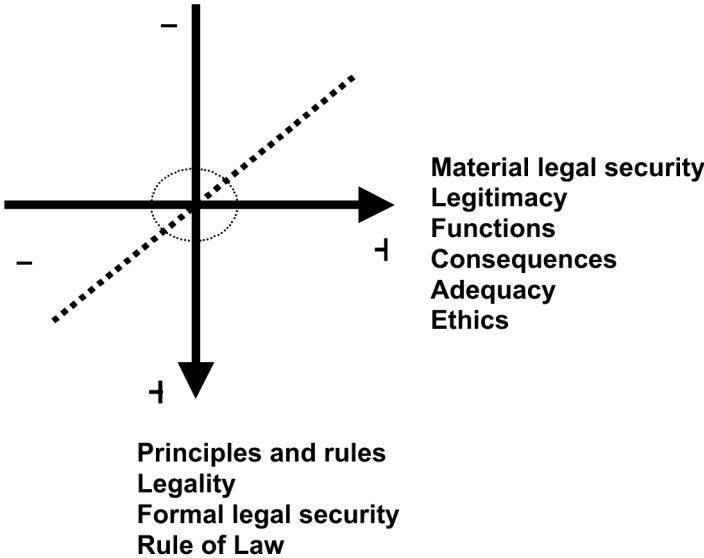 –
–
+
+
Material legal security
Legitimacy
Functions
Consequences
Adequacy
Ethics
Principles and rules
Legality
Formal legal security
Rule of Law